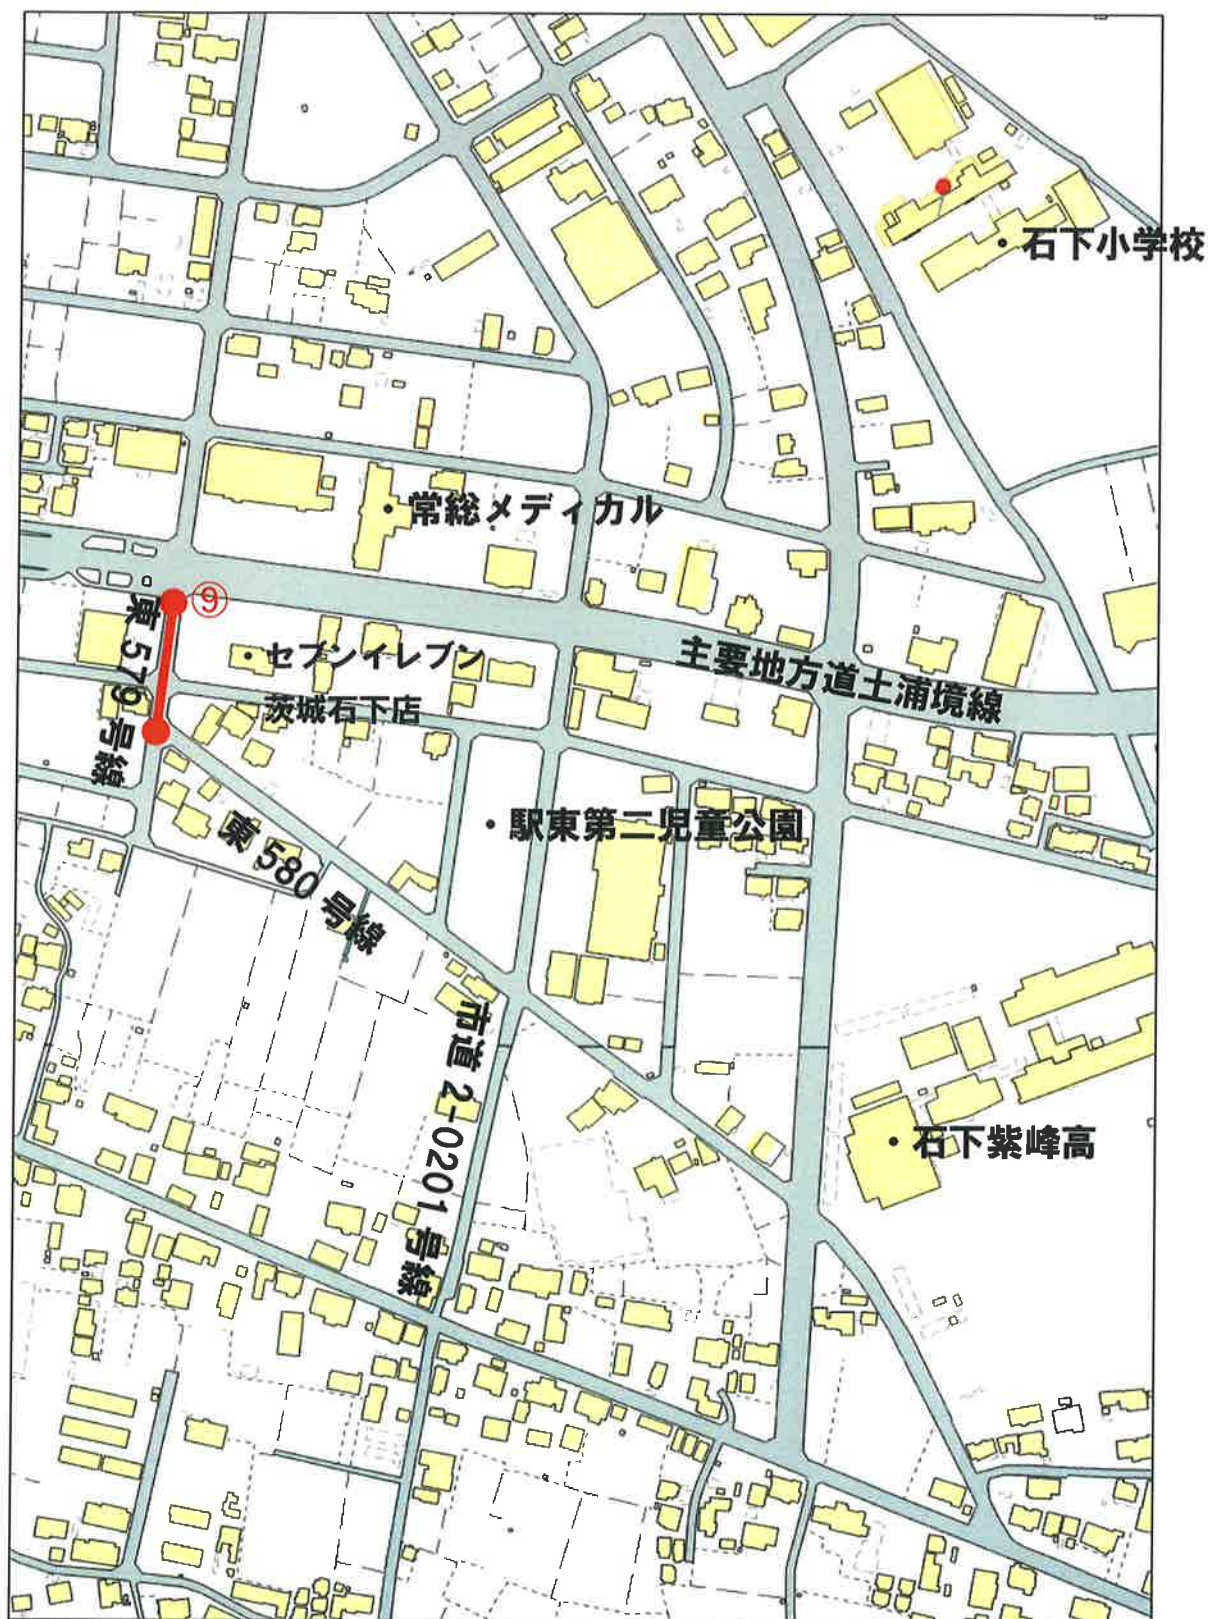 石下小学校
常総メディカル
⑨
東579号線
セブンイレブン
茨城石下店
主要地方道土浦境線
駅東第二児童公園
東580号線
市道2-0201号線
石下紫峰高